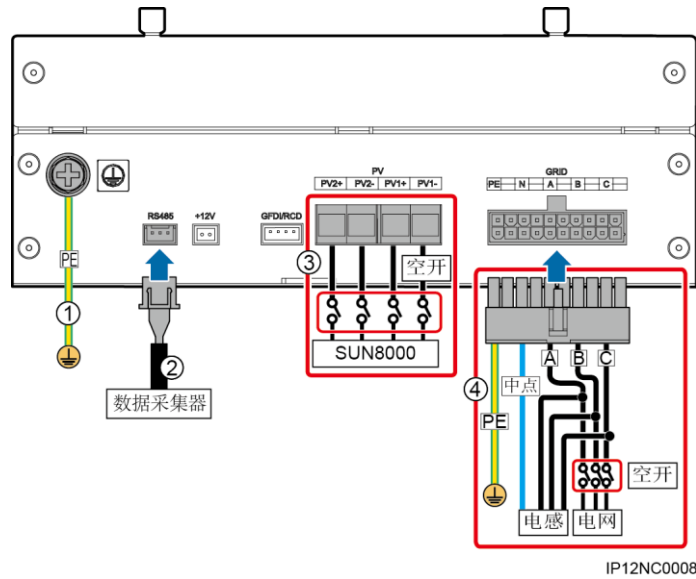 PV
PV2+ PV2- PV1+ PV1-
GRID
PE N A B C
RS485
+12V
GFDI/RCD
PE
①
②
数据采集器
③
空开
SUN8000
④
PE
中点
A B C
空开
电感
电网
IP12NC0008